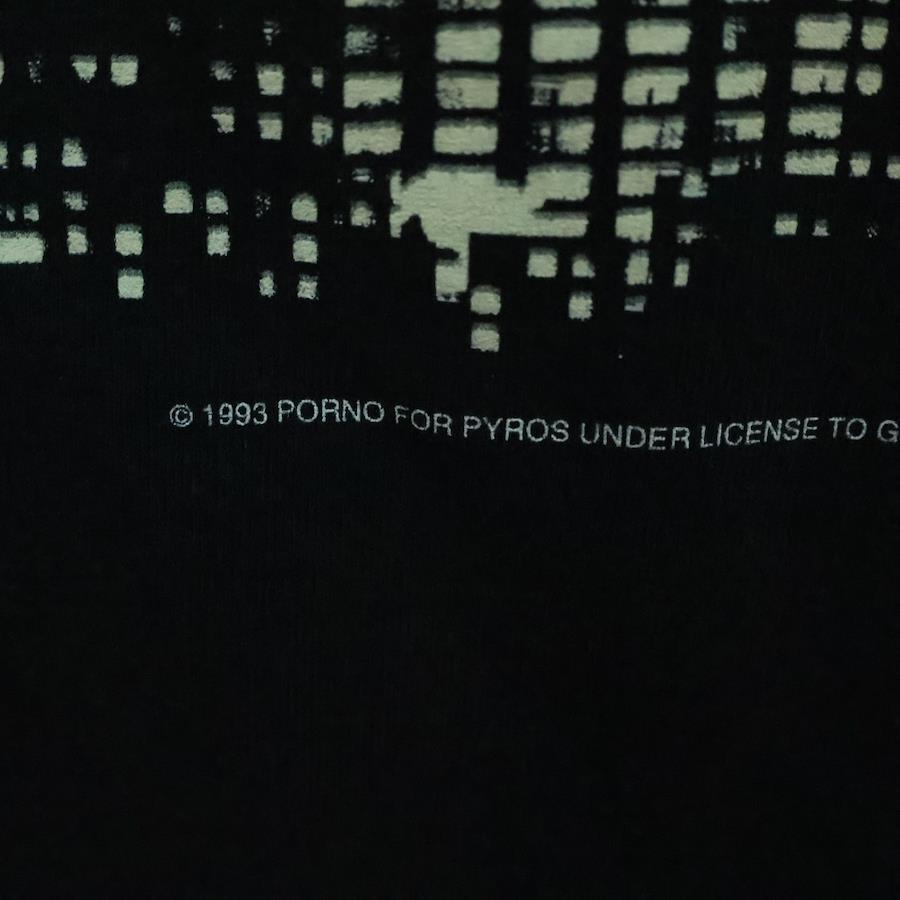 © 1993 PORNO FOR PYROS UNDER LICENSE TO G